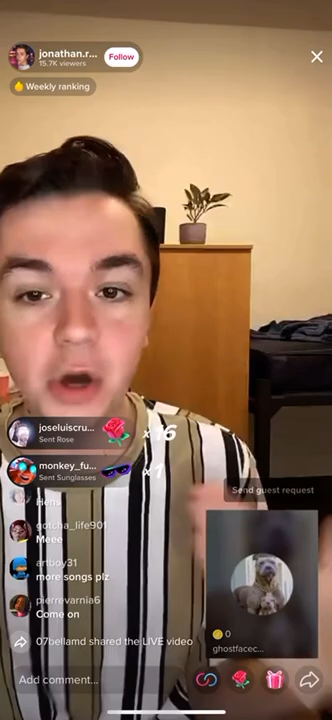 jonathan.r...
15.7K viewers
Follow
Weekly ranking
joseluiscru...
Sent Rose
x16
monkey_fu...
Sent Sunglasses
x1
Hens
gotcha_life901
Meee
artboy31
more songs plz
pierrevarnia6
Come on
07bellamd shared the LIVE video
Send guest request
0
ghostfacec...
Add comment...